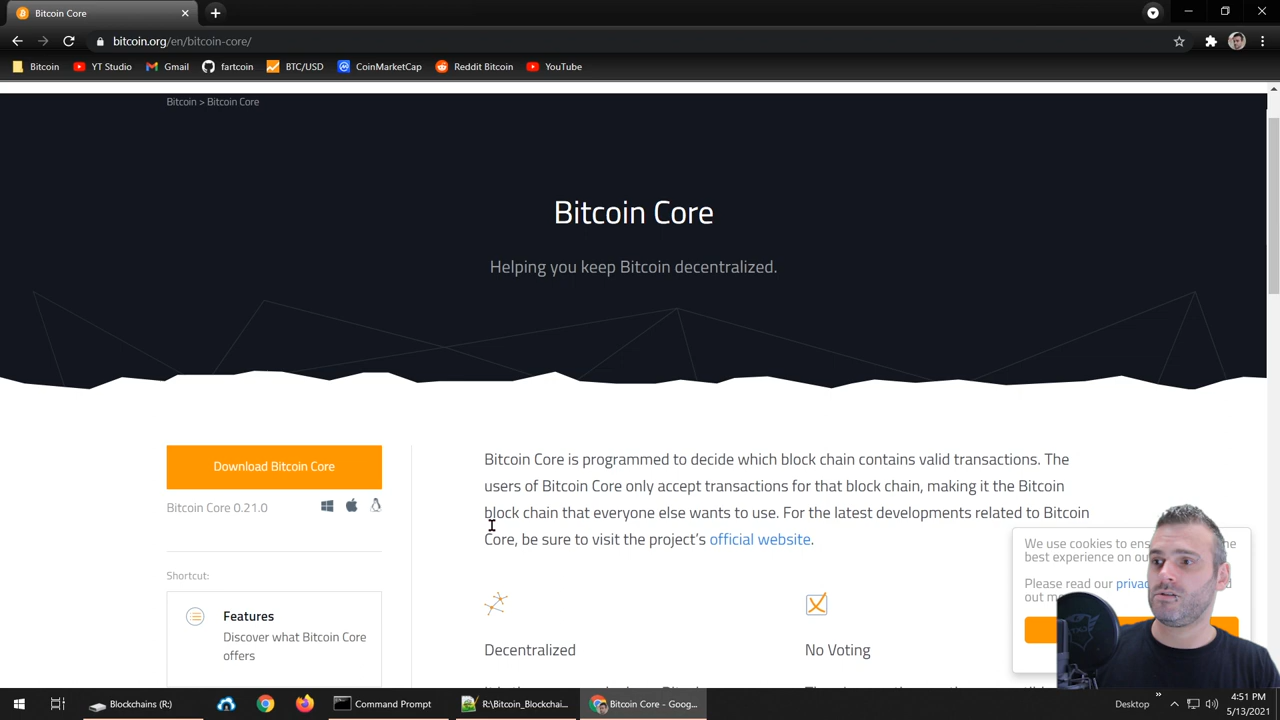 Bitcoin Core
bitcoin.org/en/bitcoin-core/
Bitcoin YT Studio Gmail fartcoin BTC/USD CoinMarketCap Reddit Bitcoin YouTube
Bitcoin > Bitcoin Core
Bitcoin Core
Helping you keep Bitcoin decentralized.
Download Bitcoin Core
Bitcoin Core 0.21.0
Shortcut:
Features
Discover what Bitcoin Core
offers
Bitcoin Core is programmed to decide which block chain contains valid transactions. The
users of Bitcoin Core only accept transactions for that block chain, making it the Bitcoin
block chain that everyone else wants to use. For the latest developments related to Bitcoin
Core, be sure to visit the project's official website.
Decentralized
No Voting
We use cookies to the
best experience on
Please read our
out
Blockchains (R:) Command Prompt R:\Bitcoin_Blockchai... Bitcoin Core - Goog... Desktop 4:51 PM
5/13/2021